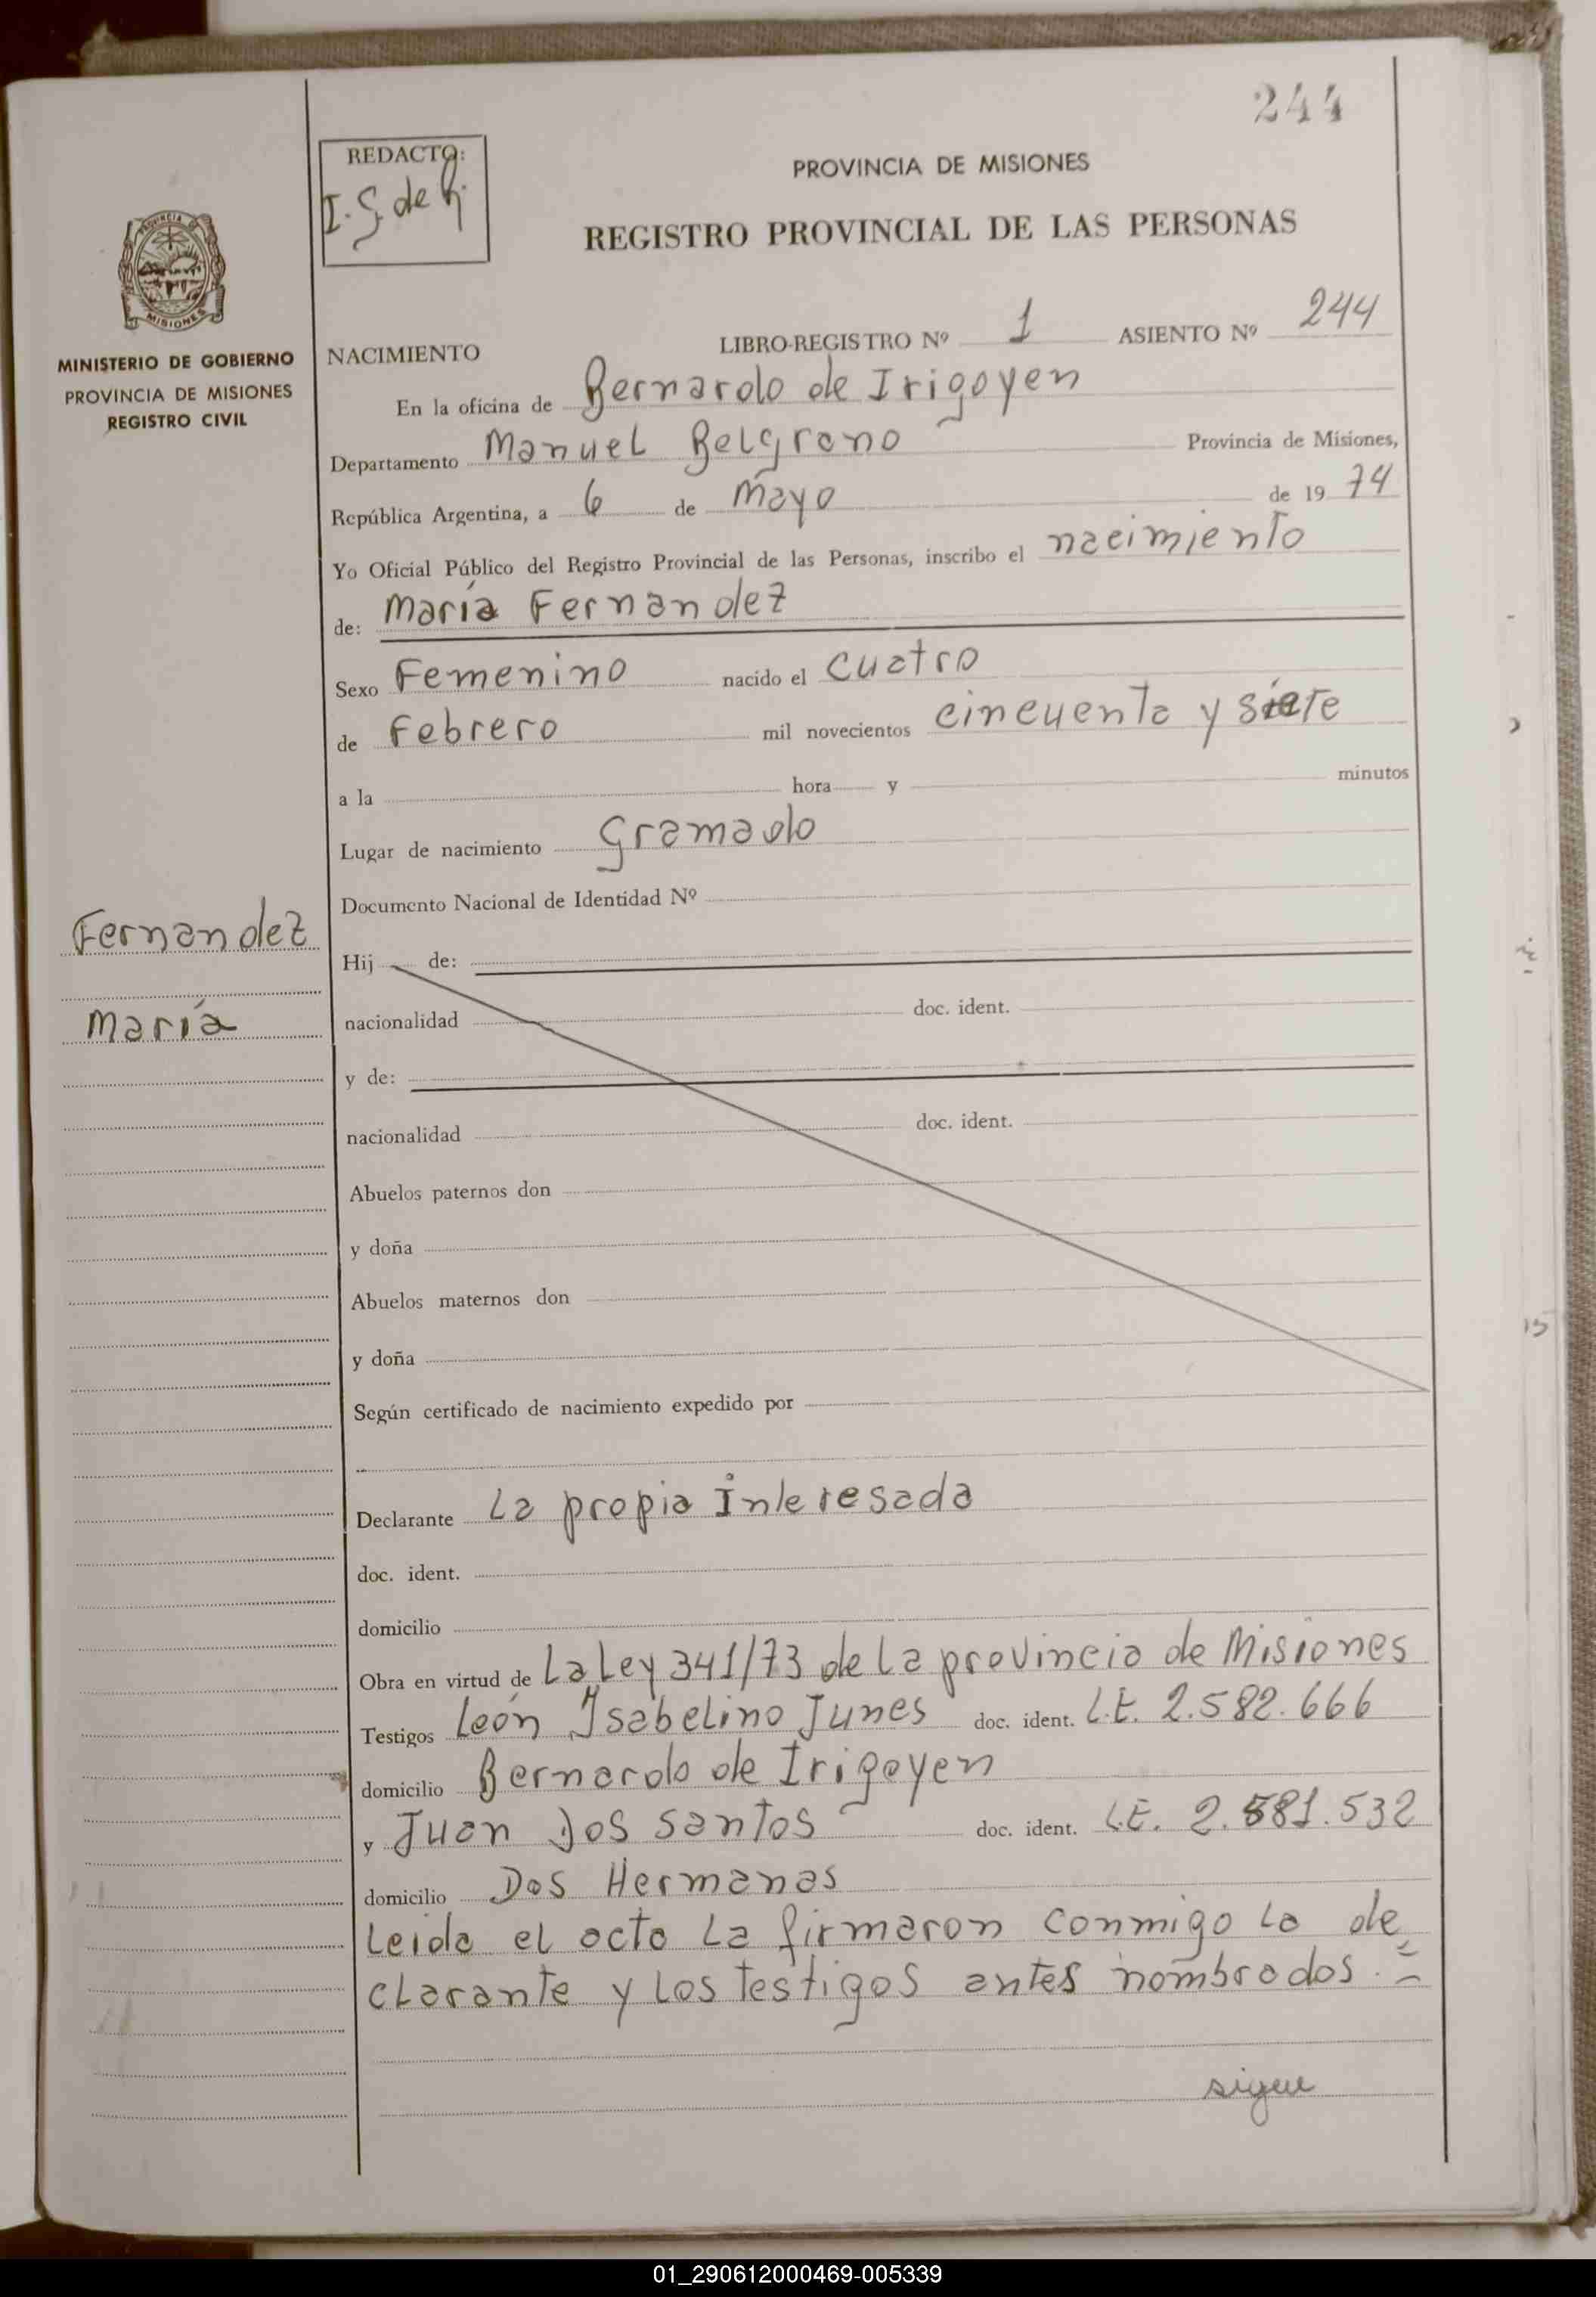 244
REDACTO:
I. G. de R.
PROVINCIA DE MISIONES
REGISTRO PROVINCIAL DE LAS PERSONAS
PROVINCIA
MISIONES
MINISTERIO DE GOBIERNO
PROVINCIA DE MISIONES
REGISTRO CIVIL
NACIMIENTO LIBRO-REGISTRO Nº 1 ASIENTO Nº 244
En la oficina de Bernardo de Irigoyen
Departamento Manuel Belgrano Provincia de Misiones,
República Argentina, a 6 de Mayo de 1974
Yo Oficial Público del Registro Provincial de las Personas, inscribo el nacimiento
de: María Fernandez
Sexo Femenino nacido el cuatro
de Febrero mil novecientos cincuenta y siete
a la hora y minutos
Lugar de nacimiento Gramado
Documento Nacional de Identidad Nº
Fernandez
María
Hij de:
nacionalidad doc. ident.
y de:
nacionalidad doc. ident.
Abuelos paternos don
y doña
Abuelos maternos don
y doña
Según certificado de nacimiento expedido por
Declarante La propia Interesada
doc. ident.
domicilio
Obra en virtud de La Ley 341/73 de La provincia de Misiones
Testigos León Isabelino Junes doc. ident. L.E. 2.582.666
domicilio Bernardo de Irigoyen
y Juan Dos Santos doc. ident. L.E. 2.581.532
domicilio Dos Hermanas
Leida el acta La firmaron conmigo la de
clarante y Los testigos antes nombrados.=
sigue
01_290612000469-005339